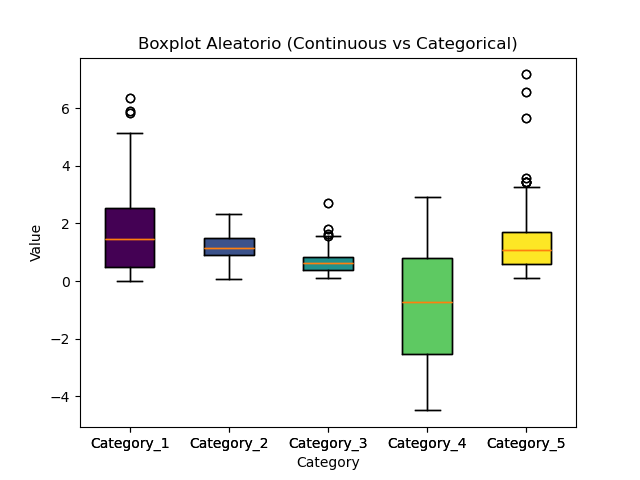 Boxplot Aleatorio (Continuous vs Categorical)
Value
6
4
2
0
−2
−4
Category_1 Category_2 Category_3 Category_4 Category_5
Category